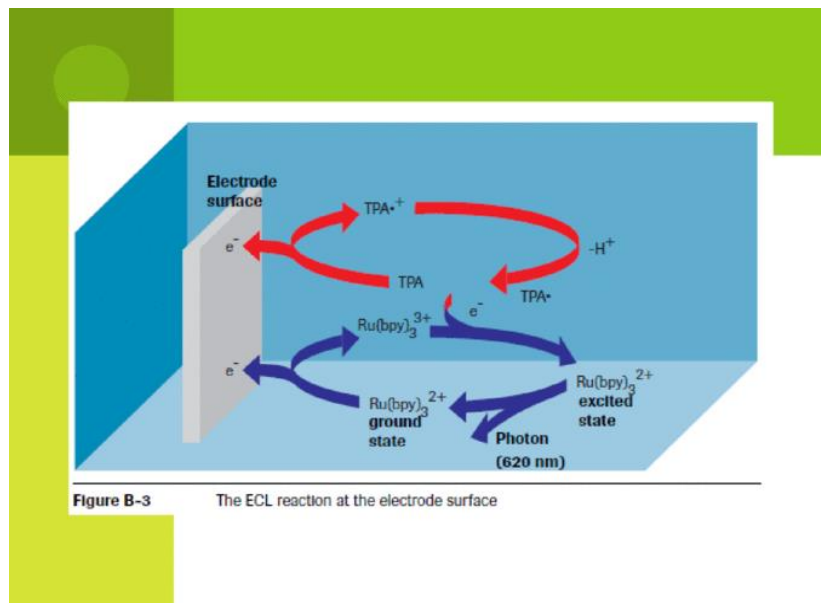 Electrode
surface
TPA•+
e-
-H+
TPA
TPA•
e-
Ru(bpy)3 3+
e-
Ru(bpy)3 2+
ground
state
Ru(bpy)3 2+
excited
state
Photon
(620 nm)
Figure B-3 The ECL reaction at the electrode surface